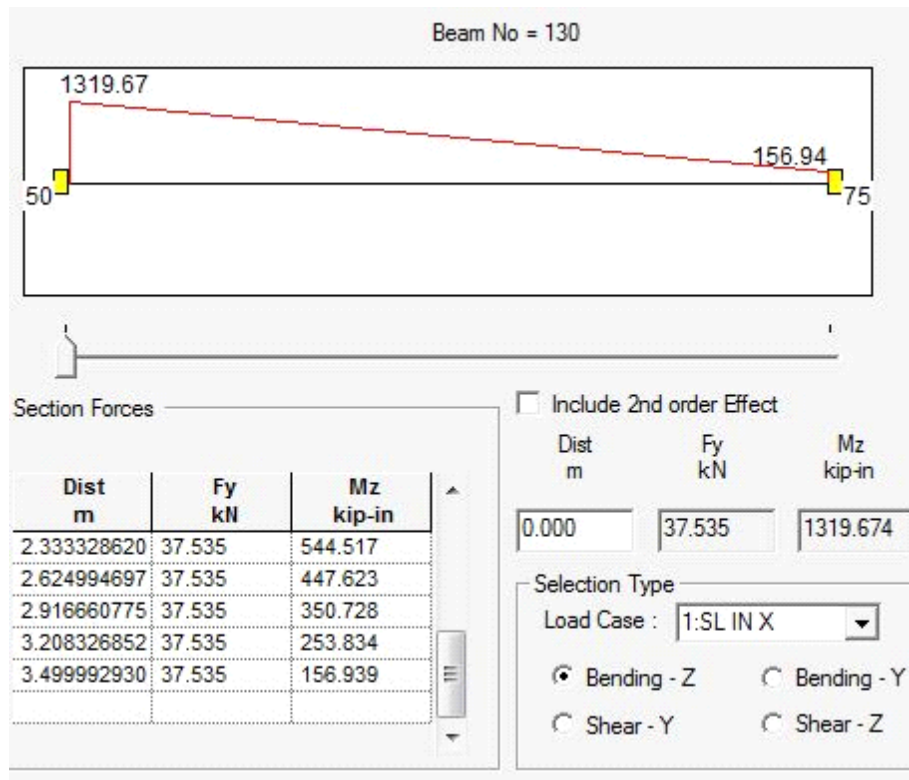 Beam No = 130
1319.67
156.94
50
75
Section Forces
Dist Fy Mz
m kN kip-in
2.333328620 37.535 544.517
2.624994697 37.535 447.623
2.916660775 37.535 350.728
3.208326852 37.535 253.834
3.499992930 37.535 156.939
Include 2nd order Effect
Dist Fy Mz
m kN kip-in
0.000 37.535 1319.674
Selection Type
Load Case : 1:SL IN X
Bending - Z Bending - Y
Shear - Y Shear - Z